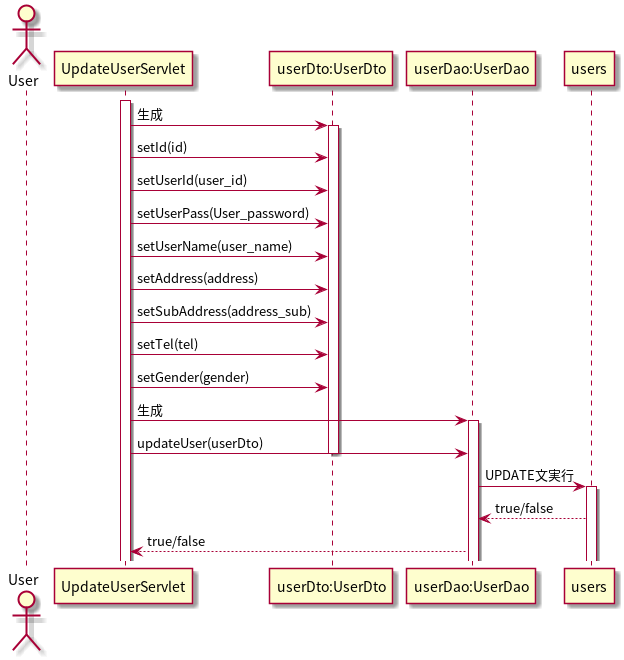 User
UpdateUserServlet
userDto:UserDto
userDao:UserDao
users
生成
setId(id)
setUserId(user_id)
setUserPass(User_password)
setUserName(user_name)
setAddress(address)
setSubAddress(address_sub)
setTel(tel)
setGender(gender)
生成
updateUser(userDto)
UPDATE文実行
true/false
true/false
User
UpdateUserServlet
userDto:UserDto
userDao:UserDao
users